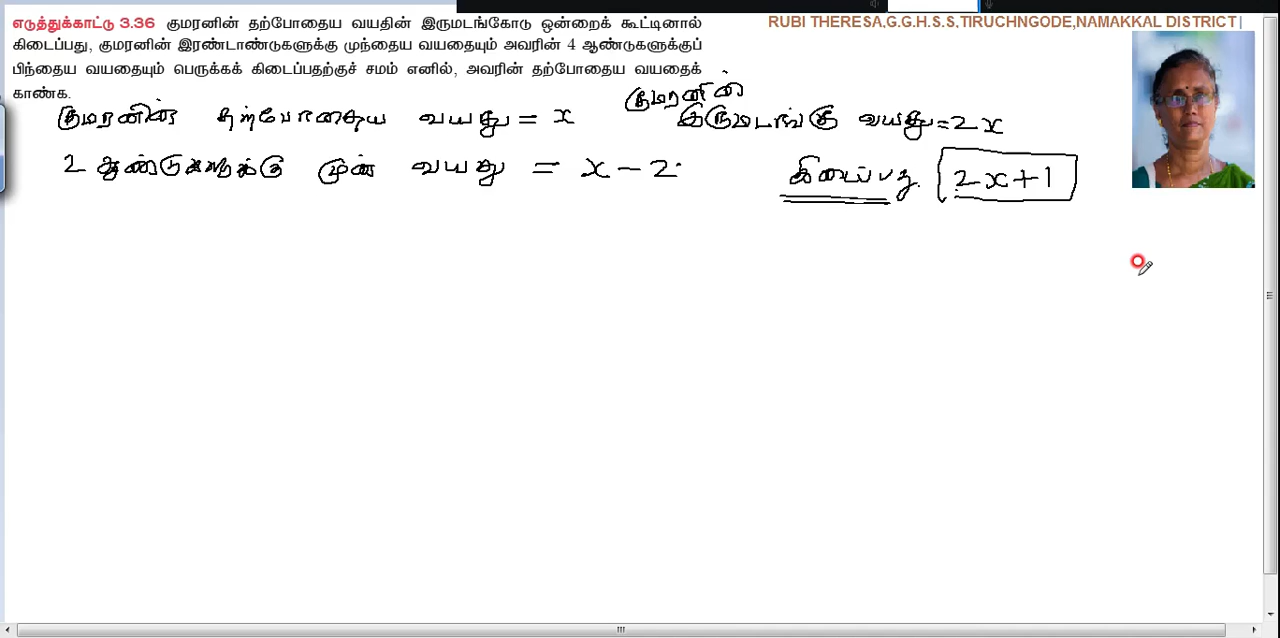 எடுத்துக்காட்டு 3.36 குமரனின் தற்போதைய வயதின் இருமடங்கோடு ஒன்றைக் கூட்டினால்
கிடைப்பது, குமரனின் இரண்டாண்டுகளுக்கு முந்தைய வயதையும் அவரின் 4 ஆண்டுகளுக்குப்
பிந்தைய வயதையும் பெருக்கக் கிடைப்பதற்குச் சமம் எனில், அவரின் தற்போதைய வயதைக்
காண்க.
RUBI THERESA,G.G.H.S.S,TIRUCHNGODE,NAMAKKAL DISTRICT
குமரனின் தற்போதைய வயது = x
குமரனின்
இருமடங்கு வயது = 2x
2 ஆண்டுகளுக்கு முன் வயது = x - 2
கிடைப்பது. 2x + 1